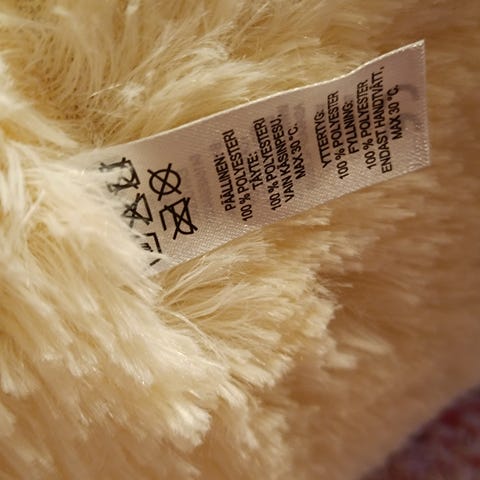 PÄÄLLINEN:
100 % POLYESTERI
TÄYTE:
100 % POLYESTERI
VAIN KÄSINPESU,
MAX 30 °C.
YTTERTYG:
100 % POLYESTER
FYLLNING:
100 % POLYESTER
ENDAST HANDTVÄTT,
MAX 30 °C.